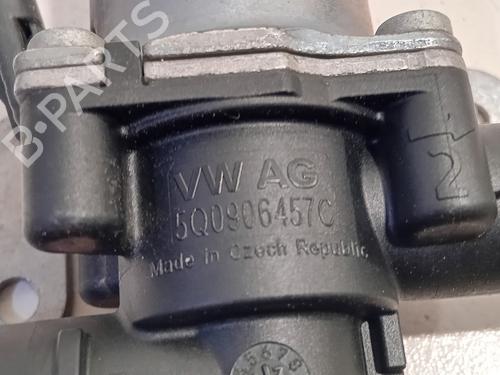 B-PARTS
VW AG
5Q0906457C
Made in Czech Republic
2